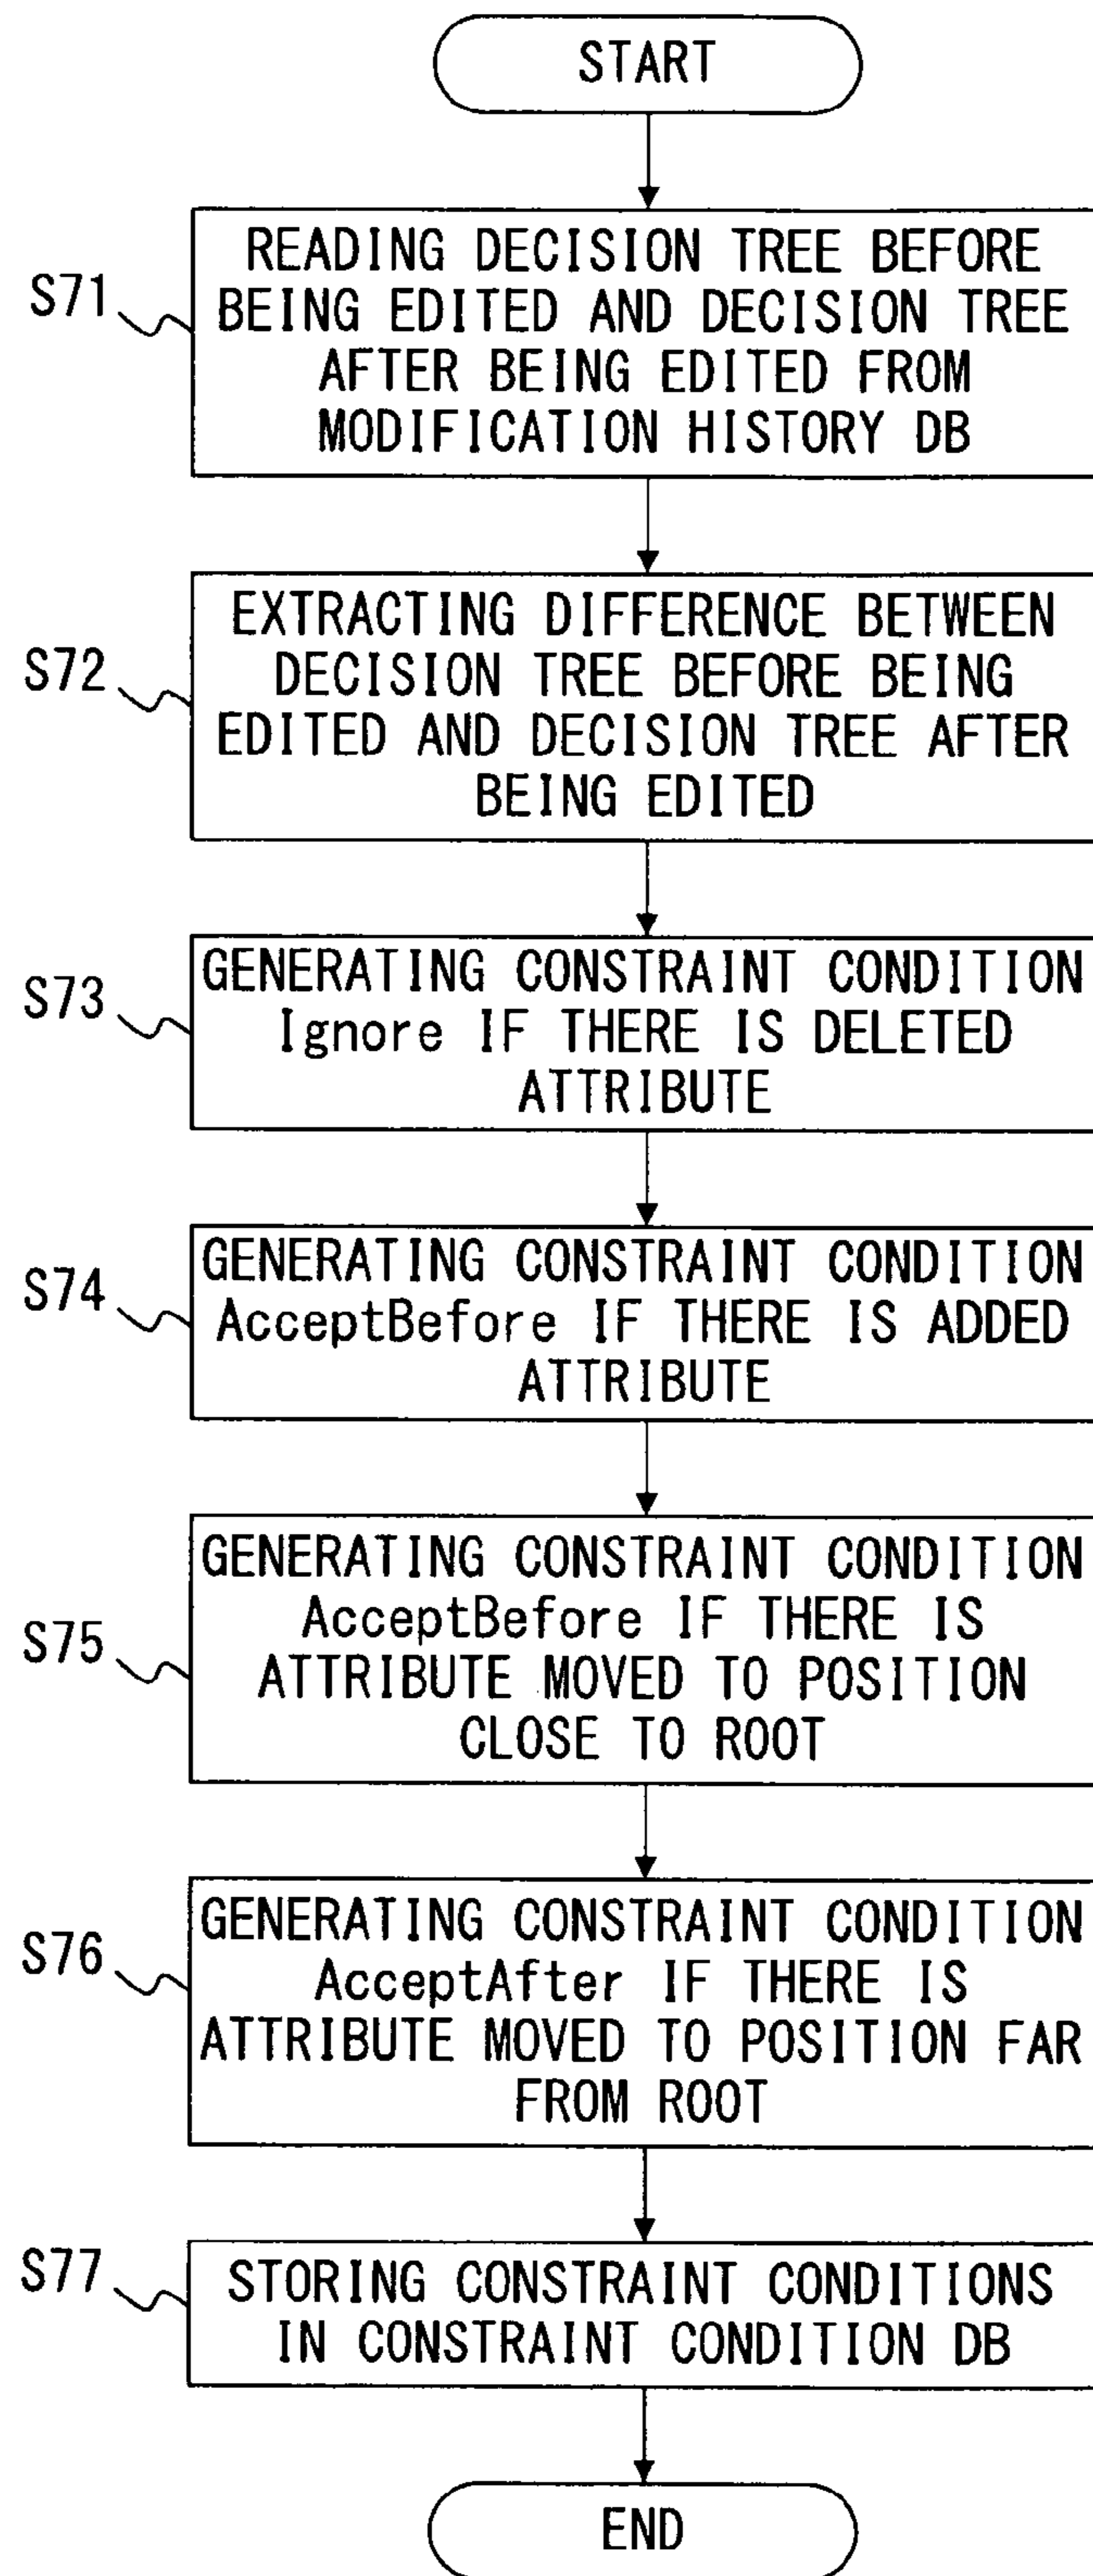 START
S71
READING DECISION TREE BEFORE
BEING EDITED AND DECISION TREE
AFTER BEING EDITED FROM
MODIFICATION HISTORY DB
S72
EXTRACTING DIFFERENCE BETWEEN
DECISION TREE BEFORE BEING
EDITED AND DECISION TREE AFTER
BEING EDITED
S73
GENERATING CONSTRAINT CONDITION
Ignore IF THERE IS DELETED
ATTRIBUTE
S74
GENERATING CONSTRAINT CONDITION
AcceptBefore IF THERE IS ADDED
ATTRIBUTE
S75
GENERATING CONSTRAINT CONDITION
AcceptBefore IF THERE IS
ATTRIBUTE MOVED TO POSITION
CLOSE TO ROOT
S76
GENERATING CONSTRAINT CONDITION
AcceptAfter IF THERE IS
ATTRIBUTE MOVED TO POSITION FAR
FROM ROOT
S77
STORING CONSTRAINT CONDITIONS
IN CONSTRAINT CONDITION DB
END